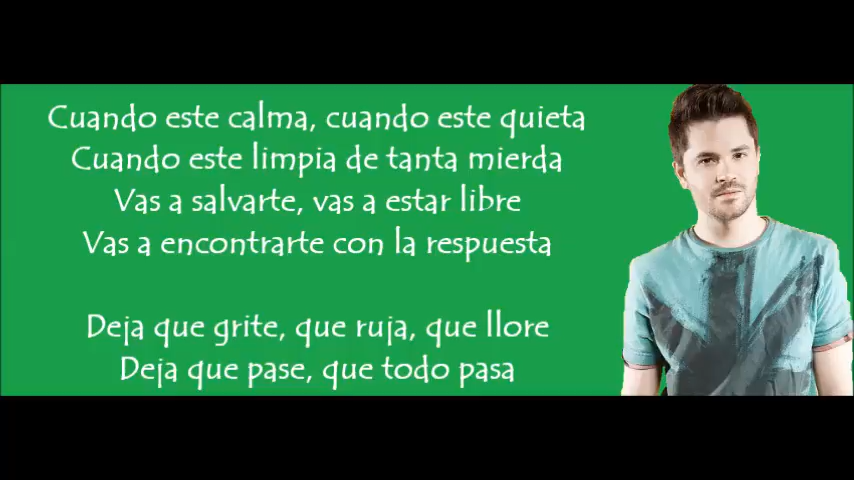 Cuando este calma, cuando este quieta
Cuando este limpia de tanta mierda
Vas a salvarte, vas a estar libre
Vas a encontrarte con la respuesta
Deja que grite, que ruja, que llore
Deja que pase, que todo pasa